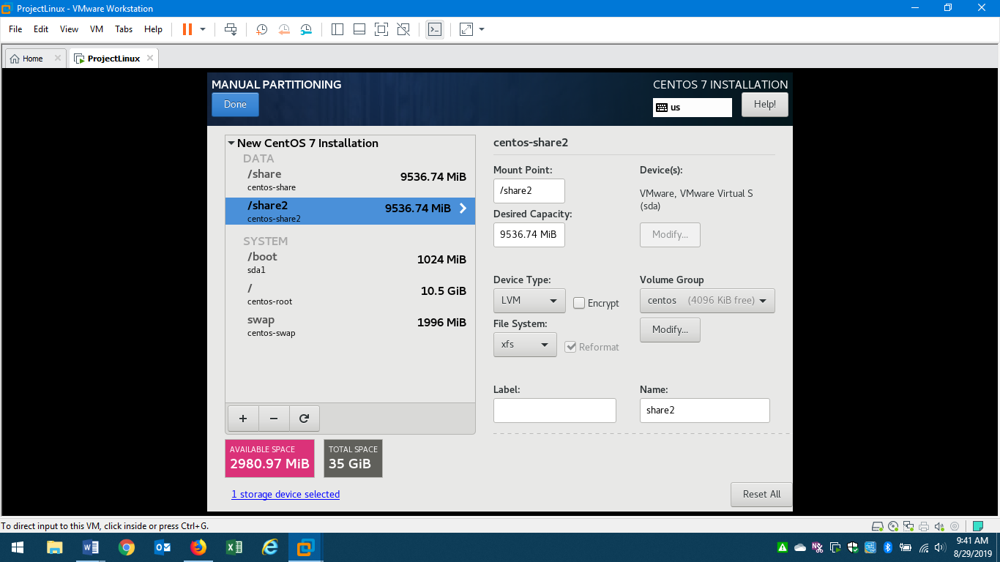 ProjectLinux - VMware Workstation
File Edit View VM Tabs Help
Home ProjectLinux
MANUAL PARTITIONING
CENTOS 7 INSTALLATION
Done
us
Help!
New CentOS 7 Installation
DATA
/share
9536.74 MiB
centos-share
/share2
9536.74 MiB
centos-share2
SYSTEM
/boot
1024 MiB
sda1
/
10.5 GiB
centos-root
swap
1996 MiB
centos-swap
+ −
AVAILABLE SPACE
2980.97 MiB
TOTAL SPACE
35 GiB
1 storage device selected
centos-share2
Mount Point:
/share2
Desired Capacity:
9536.74 MiB
Device(s):
VMware, VMware Virtual S
(sda)
Modify...
Device Type:
LVM
Encrypt
Volume Group
centos (4096 KiB free)
File System:
xfs
Reformat
Modify...
Label:
Name:
share2
Reset All
To direct input to this VM, click inside or press Ctrl+G.
9:41 AM
8/29/2019